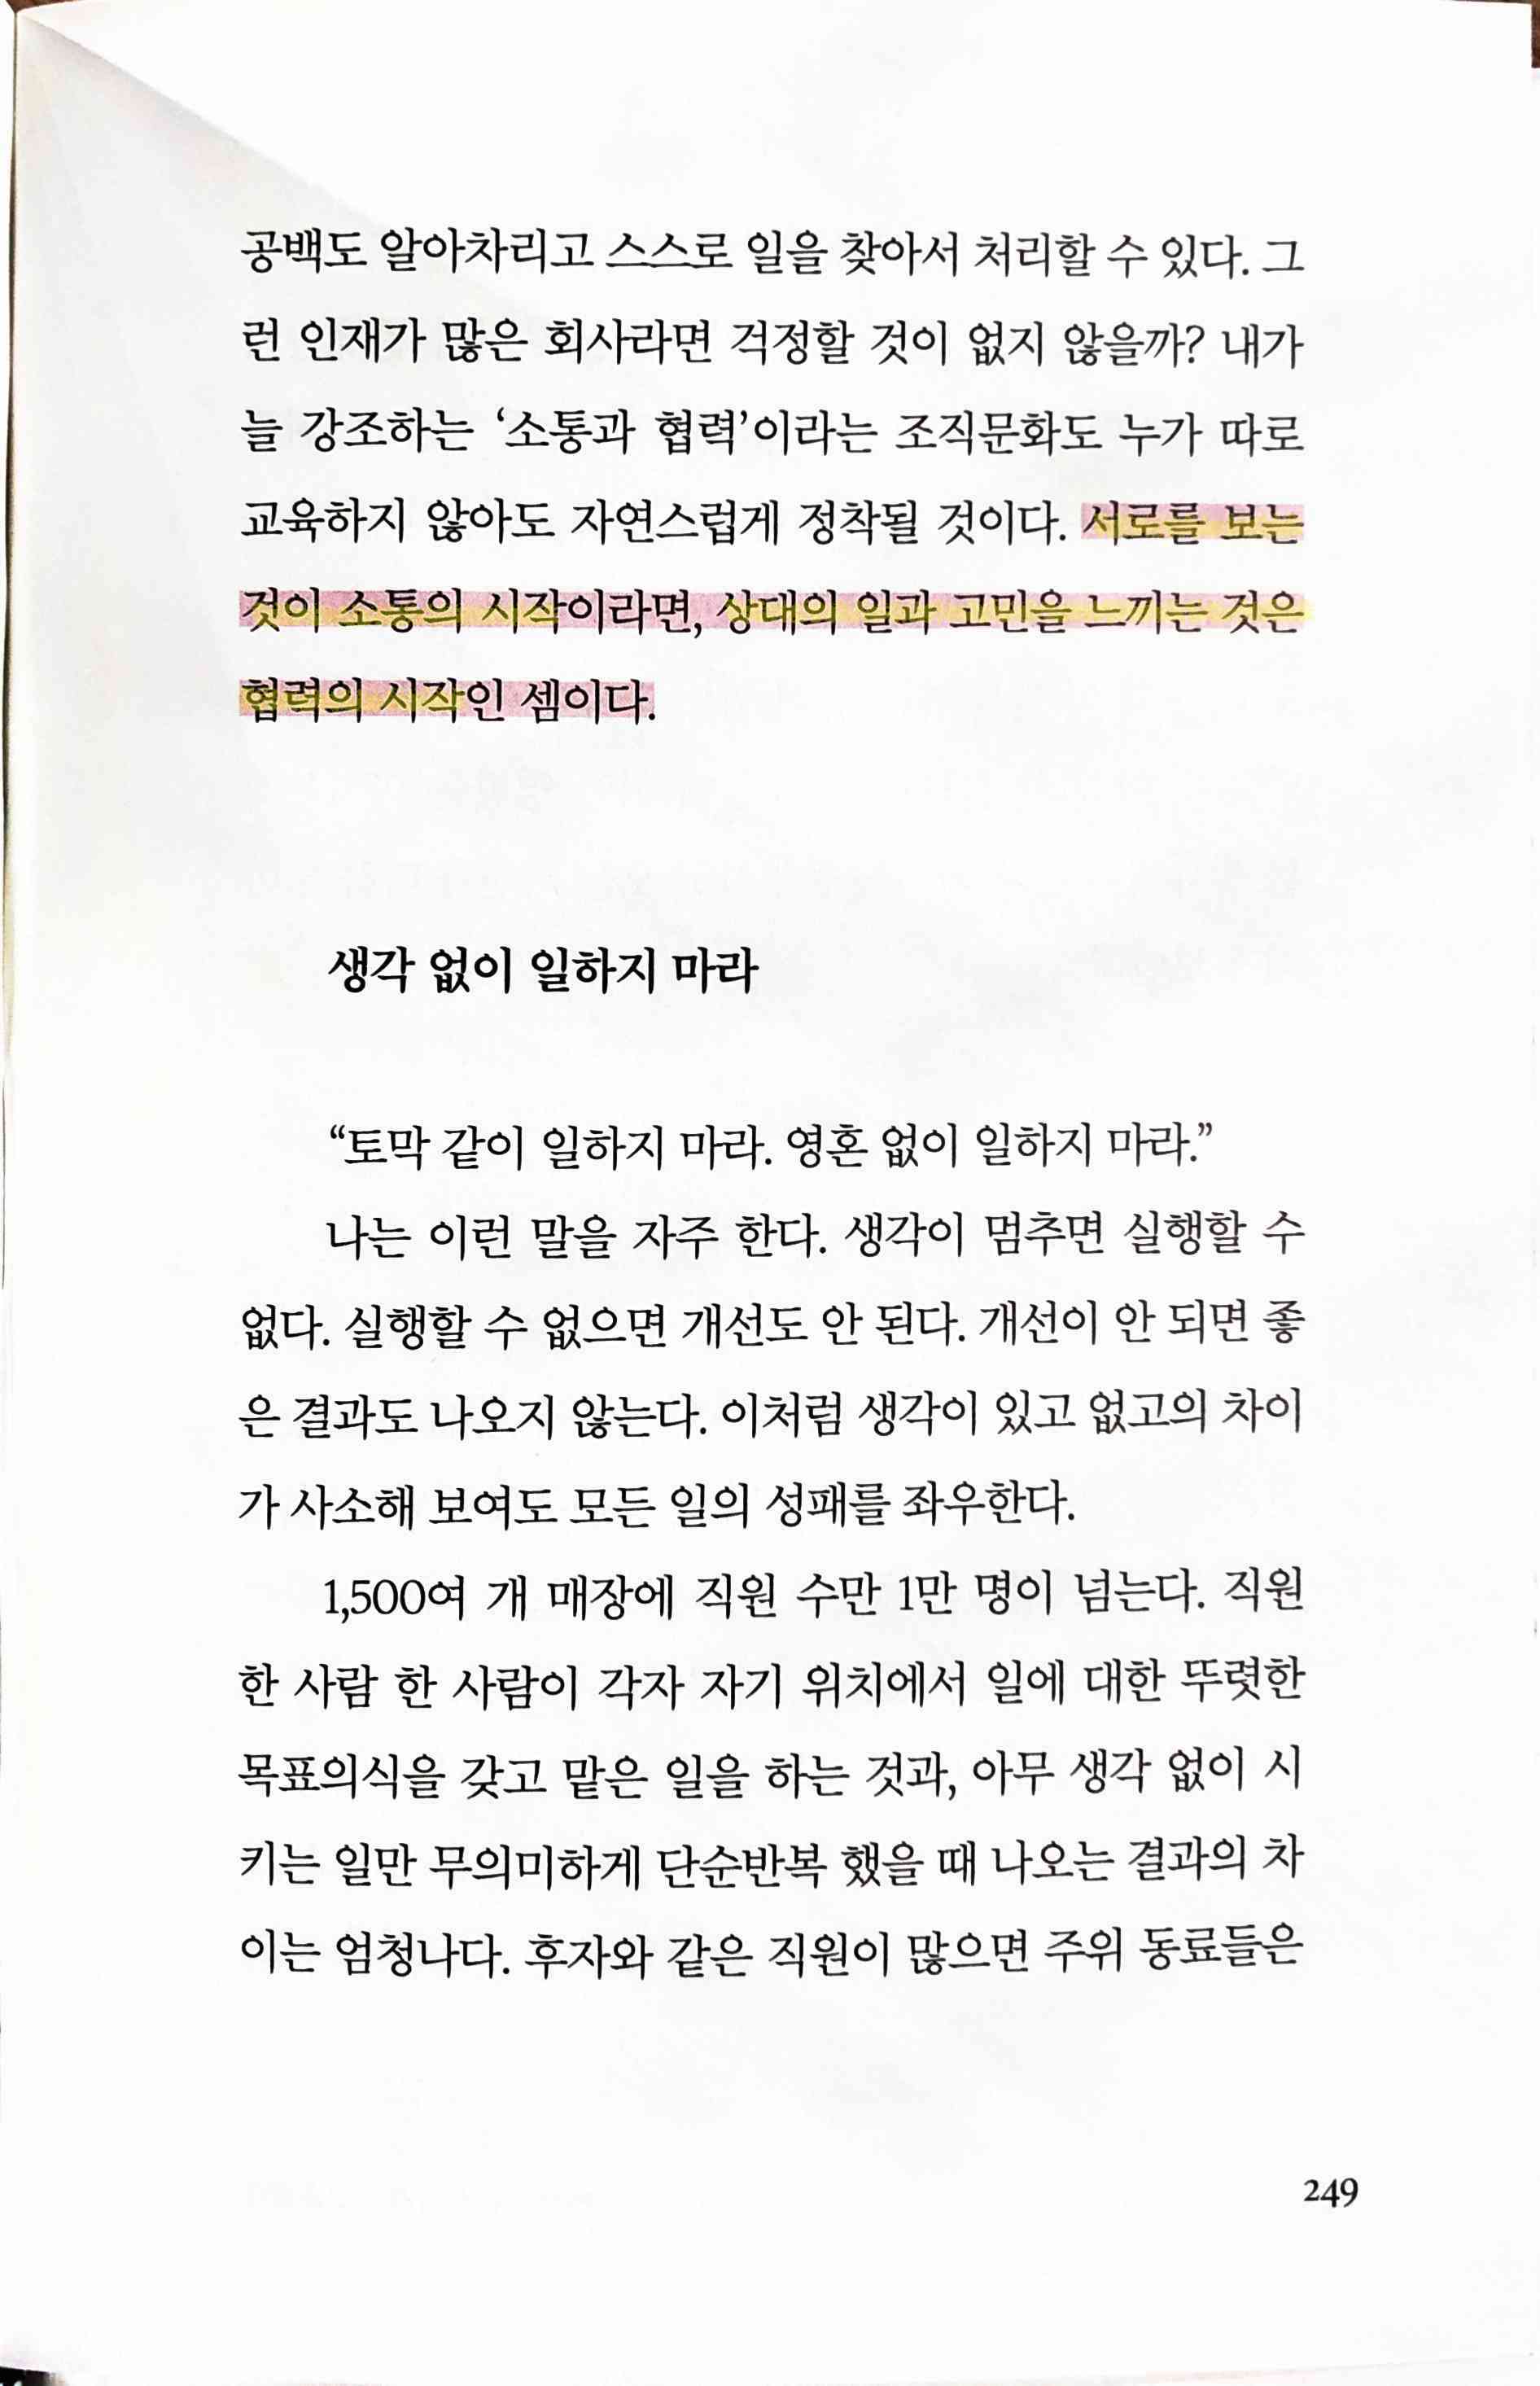 공백도 알아차리고 스스로 일을 찾아서 처리할 수 있다. 그
런 인재가 많은 회사라면 걱정할 것이 없지 않을까? 내가
늘 강조하는 ‘소통과 협력’이라는 조직문화도 누가 따로
교육하지 않아도 자연스럽게 정착될 것이다. 서로를 보는
것이 소통의 시작이라면, 상대의 일과 고민을 느끼는 것은
협력의 시작인 셈이다.
생각 없이 일하지 마라
“토막 같이 일하지 마라. 영혼 없이 일하지 마라.”
나는 이런 말을 자주 한다. 생각이 멈추면 실행할 수
없다. 실행할 수 없으면 개선도 안 된다. 개선이 안 되면 좋
은 결과도 나오지 않는다. 이처럼 생각이 있고 없고의 차이
가 사소해 보여도 모든 일의 성패를 좌우한다.
1,500여 개 매장에 직원 수만 1만 명이 넘는다. 직원
한 사람 한 사람이 각자 자기 위치에서 일에 대한 뚜렷한
목표의식을 갖고 맡은 일을 하는 것과, 아무 생각 없이 시
키는 일만 무의미하게 단순반복 했을 때 나오는 결과의 차
이는 엄청나다. 후자와 같은 직원이 많으면 주위 동료들은
249